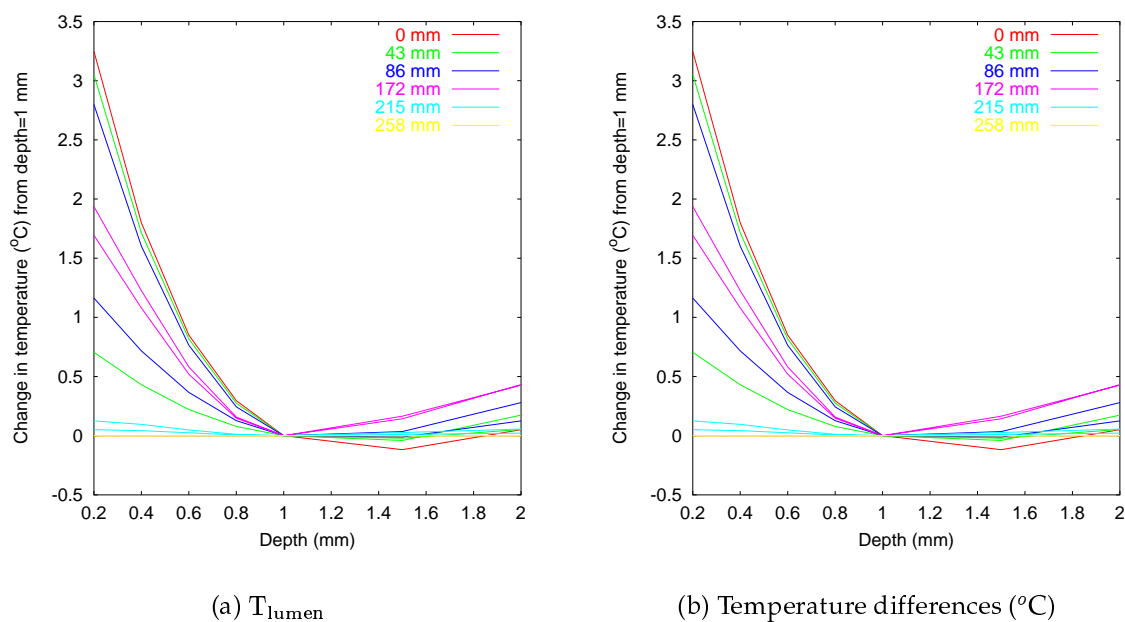 3.5
3
2.5
2
1.5
1
0.5
0
-0.5
0.2 0.4 0.6 0.8 1 1.2 1.4 1.6 1.8 2
Change in temperature (°C) from depth=1 mm
Depth (mm)
0 mm
43 mm
86 mm
172 mm
215 mm
258 mm
(a) T_lumen
3.5
3
2.5
2
1.5
1
0.5
0
-0.5
0.2 0.4 0.6 0.8 1 1.2 1.4 1.6 1.8 2
Change in temperature (°C) from depth=1 mm
Depth (mm)
0 mm
43 mm
86 mm
172 mm
215 mm
258 mm
(b) Temperature differences (°C)